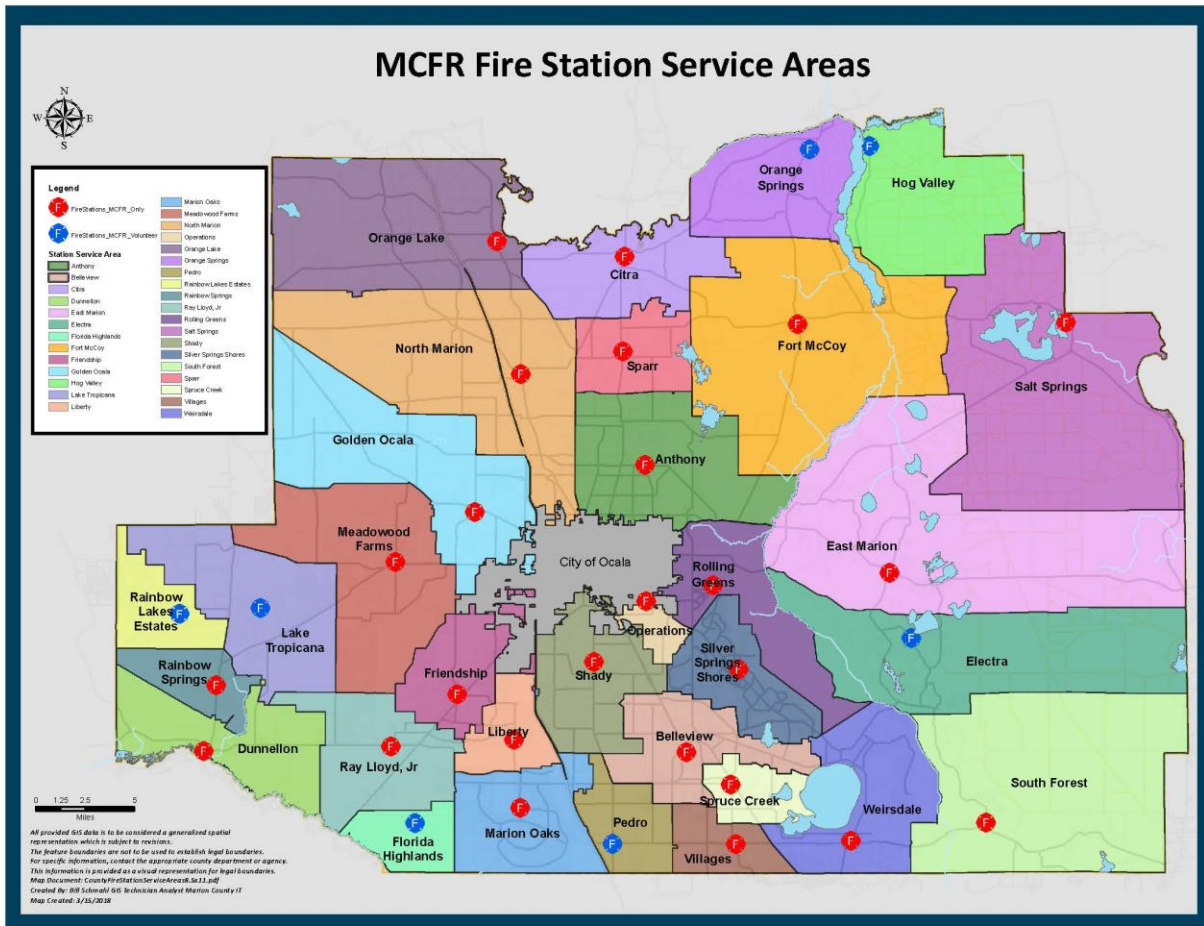 MCFR Fire Station Service Areas
N
W E
S
Legend
FireStations_MCFR_Only
FireStations_MCFR_Volunteer
Station Service Area
Anthony
Belleview
Citra
Dunnellon
East Marion
Electra
Florida Highlands
Fort McCoy
Friendship
Golden Ocala
Hog Valley
Lake Tropicana
Liberty
Marion Oaks
Meadowood Farms
North Marion
Operations
Orange Lake
Orange Springs
Pedro
Rainbow Lakes Estates
Rainbow Springs
Ray Lloyd, Jr
Rolling Greens
Salt Springs
Shady
Silver Springs Shores
South Forest
Sparr
Spruce Creek
Villages
Weirsdale
F
F
F
F
Orange
Springs
Hog Valley
Orange Lake
F
F
Citra
North Marion
F
F
Sparr
F
Fort McCoy
F
Salt Springs
Golden Ocala
F
F
Anthony
Meadowood
Farms
F
City of Ocala
Rolling
Greens
F
East Marion
F
Rainbow
Lakes
Estates
F
F
Lake
Tropicana
F
Operations
Silver
Springs
Shores
F
F
Electra
Rainbow
Springs
F
Friendship
F
F
Shady
Dunnellon
F
Ray Lloyd, Jr
F
Liberty
F
Belleview
F
Spruce Creek
F
South Forest
F
Florida
Highlands
F
Marion Oaks
F
Pedro
F
Villages
F
Weirsdale
F
0 1.25 2.5 5
Miles
All provided GIS data is to be considered a generalized spatial
representation which is subject to revisions.
The feature boundaries are not to be used to establish legal boundaries.
For specific information, contact the appropriate county department or agency.
This information is provided as a visual representation for legal boundaries.
Map Document: CountyFireStationServiceAreas8.5x11.pdf
Created By: Bill Schmahl GIS Technician Analyst Marion County IT
Map Created: 3/15/2018